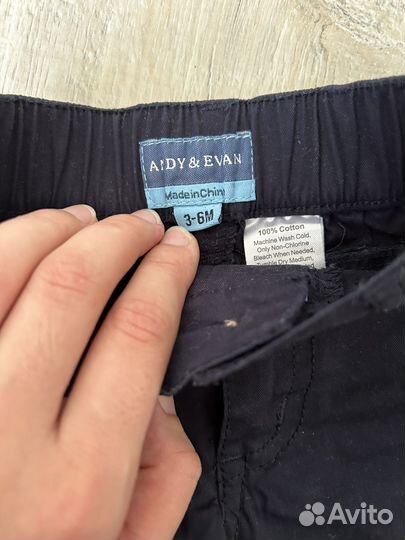 ANDY & EVAN
Made in China
3-6M
100% Cotton
Machine Wash Cold,
Only Non-Chlorine
Bleach When Needed,
Tumble Dry Medium,
Avito